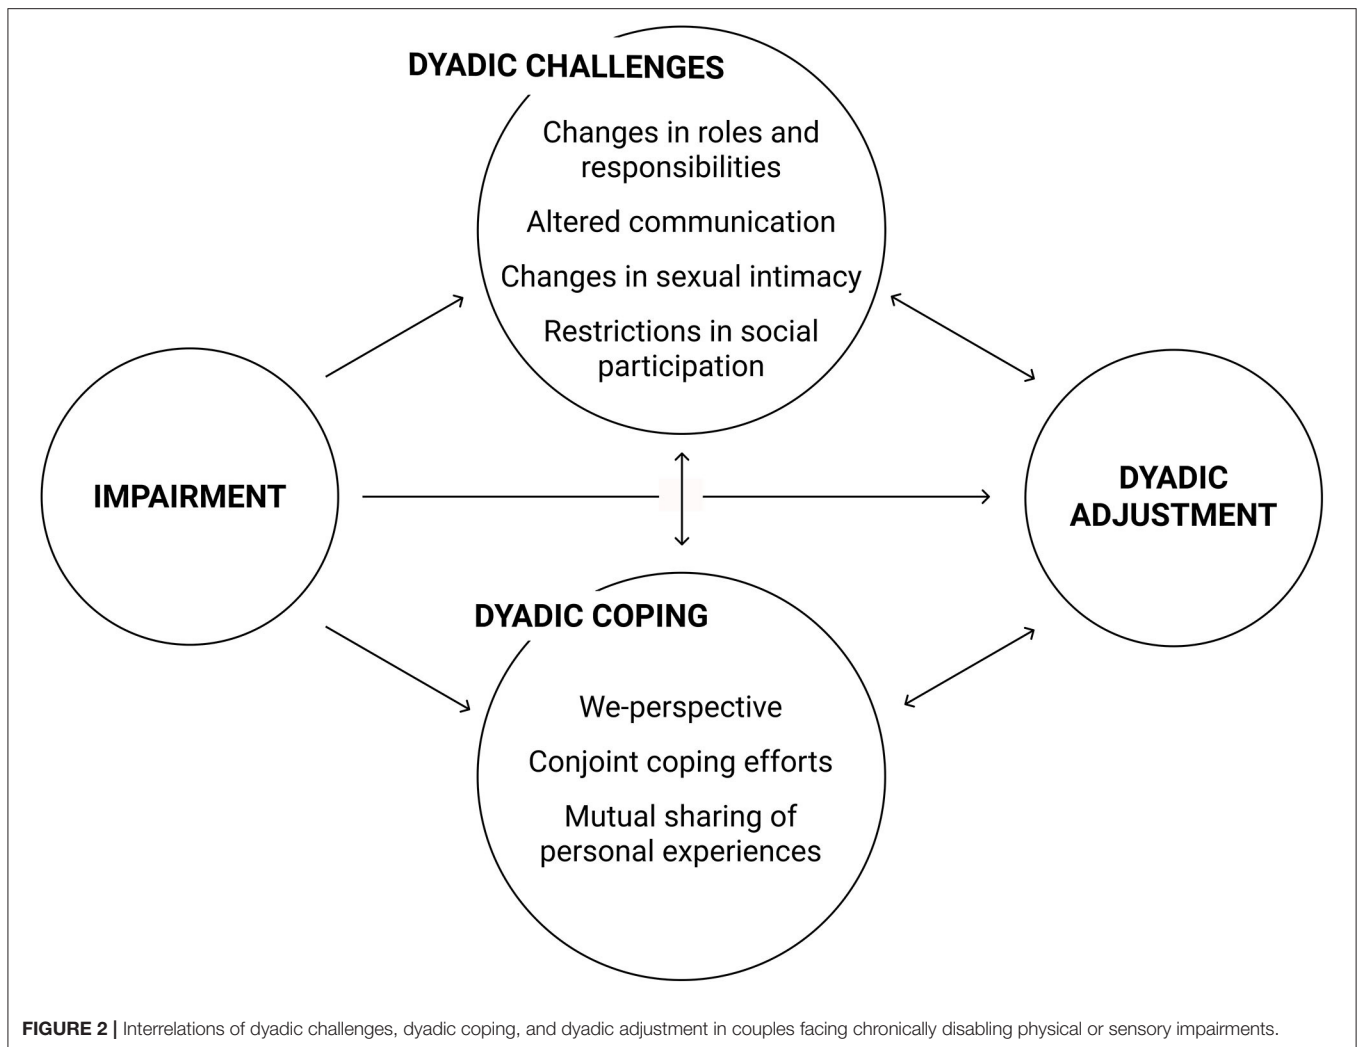 DYADIC CHALLENGES
Changes in roles and
responsibilities
Altered communication
Changes in sexual intimacy
Restrictions in social
participation
IMPAIRMENT
DYADIC
ADJUSTMENT
DYADIC COPING
We-perspective
Conjoint coping efforts
Mutual sharing of
personal experiences
FIGURE 2 | Interrelations of dyadic challenges, dyadic coping, and dyadic adjustment in couples facing chronically disabling physical or sensory impairments.